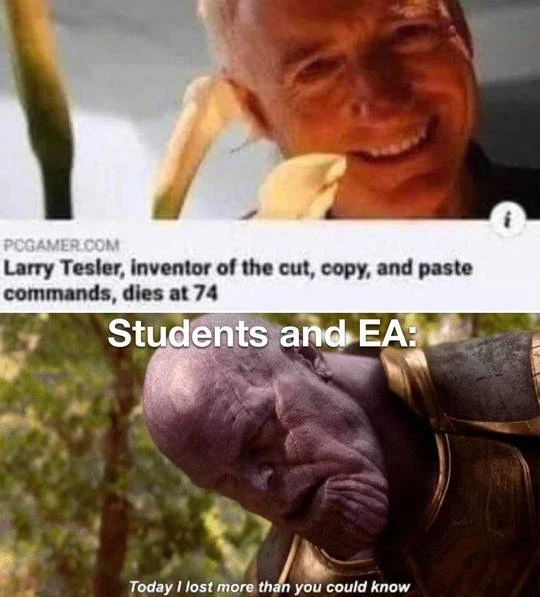 i
PCGAMER.COM
Larry Tesler, inventor of the cut, copy, and paste
commands, dies at 74
Students and EA:
Today I lost more than you could know